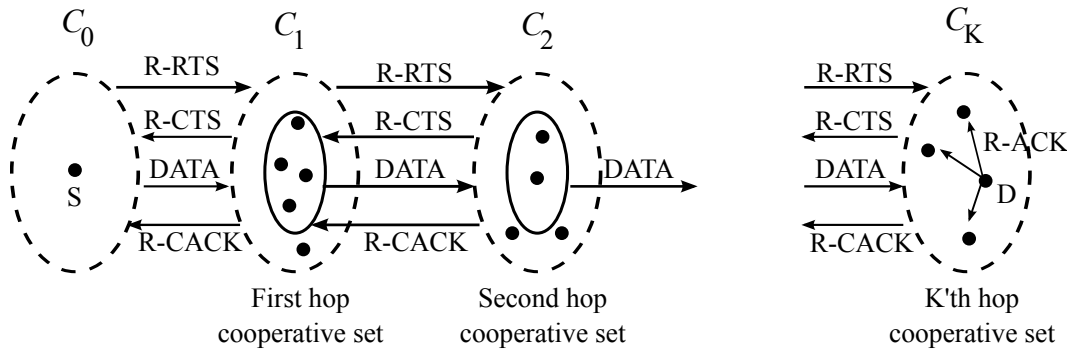 C0
C1
C2
CK
R-RTS
R-CTS
DATA
R-CACK
S
R-RTS
R-CTS
DATA
R-CACK
DATA
R-RTS
R-CTS
DATA
R-CACK
R-ACK
D
First hop
cooperative set
Second hop
cooperative set
K'th hop
cooperative set